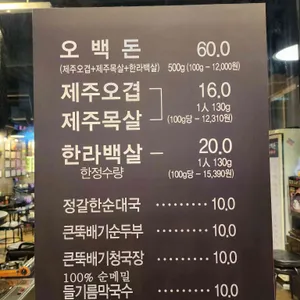 오백돈 60.0
(제주오겹+제주목살+한라백살) 500g (100g – 12,000원)
제주오겹 16.0
제주목살 1人 130g
(100g당 – 12,310원)
한라백살 – 20.0
한정수량 1人 130g
(100g당 – 15,390원)
정갈한순대국 ········· 10.0
큰뚝배기순두부 ······ 10.0
큰뚝배기청국장 ······ 10.0
100% 순메밀
들기름막국수 ········· 10.0